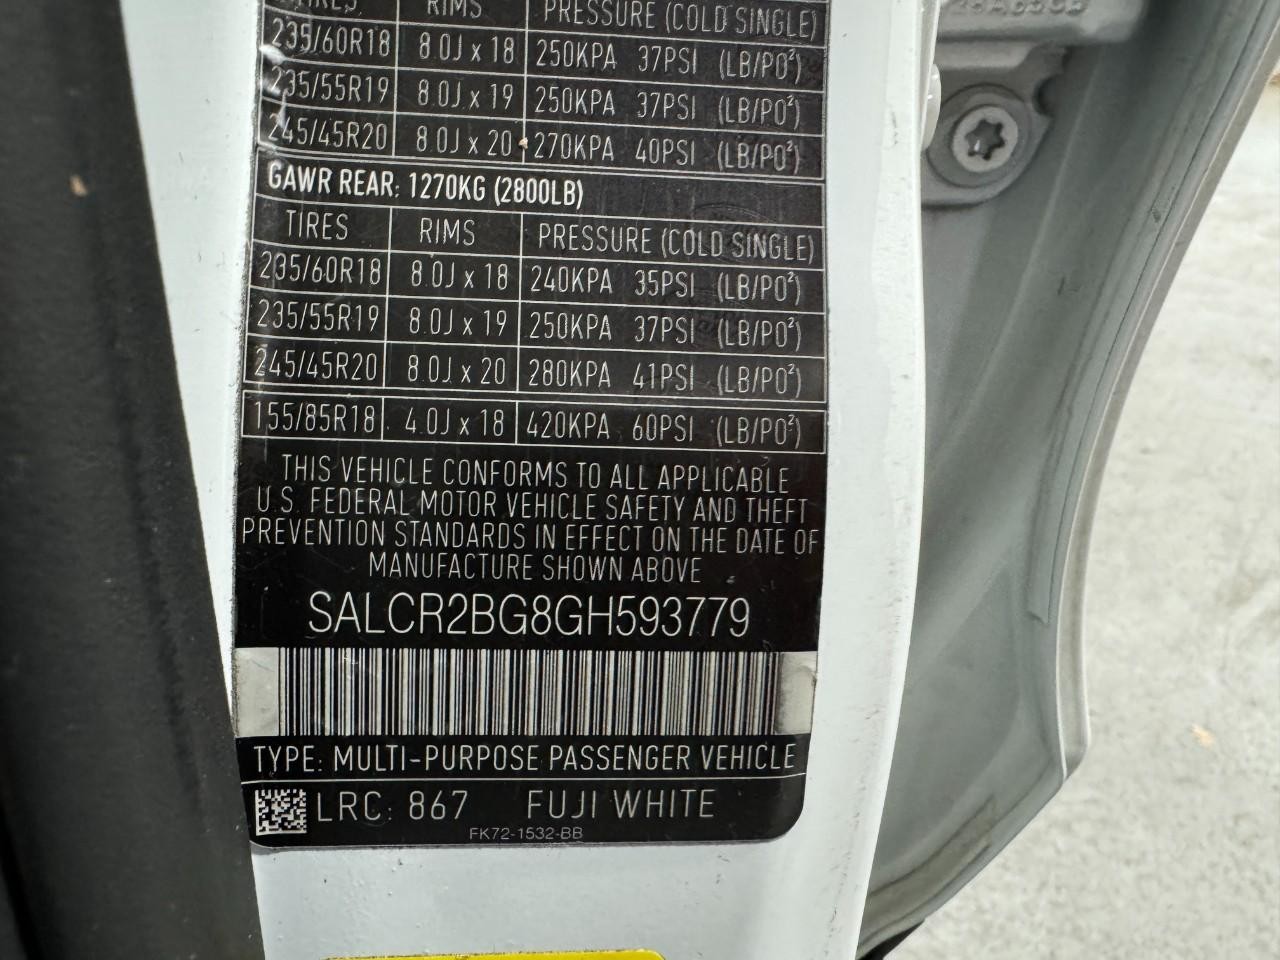 TIRES RIMS PRESSURE (COLD SINGLE)
235/60R18 8.0J x 18 250KPA 37PSI (LB/PO²)
235/55R19 8.0J x 19 250KPA 37PSI (LB/PO²)
245/45R20 8.0J x 20 270KPA 40PSI (LB/PO²)
GAWR REAR: 1270KG (2800LB)
TIRES RIMS PRESSURE (COLD SINGLE)
235/60R18 8.0J x 18 240KPA 35PSI (LB/PO²)
235/55R19 8.0J x 19 250KPA 37PSI (LB/PO²)
245/45R20 8.0J x 20 280KPA 41PSI (LB/PO²)
155/85R18 4.0J x 18 420KPA 60PSI (LB/PO²)
THIS VEHICLE CONFORMS TO ALL APPLICABLE
U.S. FEDERAL MOTOR VEHICLE SAFETY AND THEFT
PREVENTION STANDARDS IN EFFECT ON THE DATE OF
MANUFACTURE SHOWN ABOVE
SALCR2BG8GH593779
TYPE: MULTI-PURPOSE PASSENGER VEHICLE
LRC: 867 FUJI WHITE
FK72-1532-BB